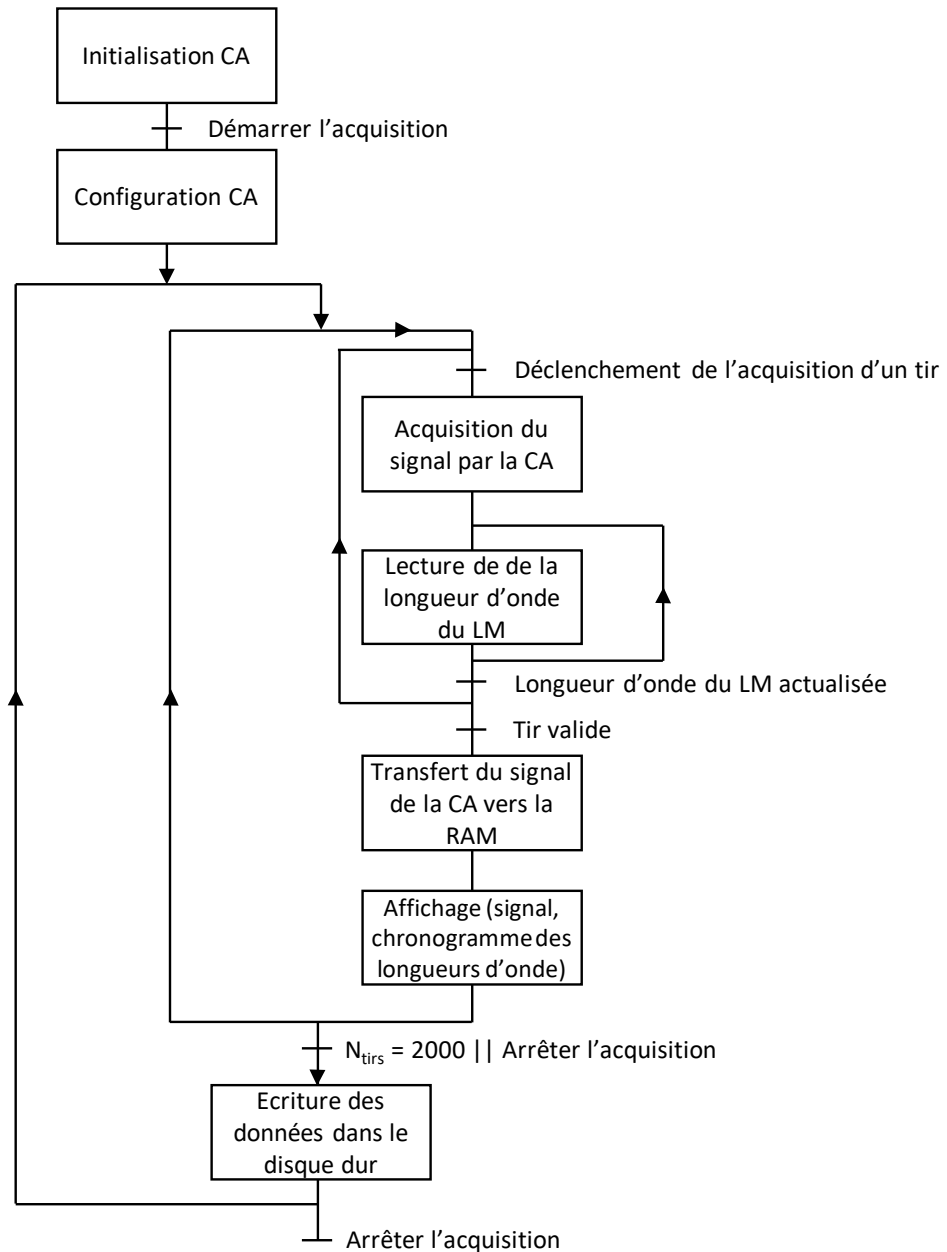 Initialisation CA
Démarrer l’acquisition
Configuration CA
Déclenchement de l’acquisition d’un tir
Acquisition du
signal par la CA
Lecture de de la
longueur d’onde
du LM
Longueur d’onde du LM actualisée
Tir valide
Transfert du signal
de la CA vers la
RAM
Affichage (signal,
chronogramme des
longueurs d’onde)
Ntirs = 2000 || Arrêter l’acquisition
Ecriture des
données dans le
disque dur
Arrêter l’acquisition